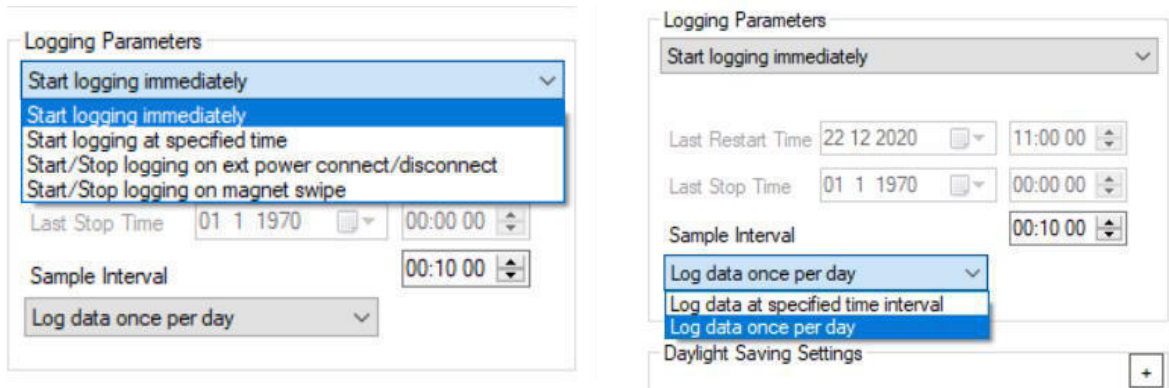 Logging Parameters
Start logging immediately
Start logging immediately
Start logging at specified time
Start/Stop logging on ext power connect/disconnect
Start/Stop logging on magnet swipe
Last Stop Time 01 1 1970 00:00 00
Sample Interval 00:10 00
Log data once per day
Logging Parameters
Start logging immediately
Last Restart Time 22 12 2020 11:00 00
Last Stop Time 01 1 1970 00:00 00
Sample Interval 00:10 00
Log data once per day
Log data at specified time interval
Log data once per day
Daylight Saving Settings +